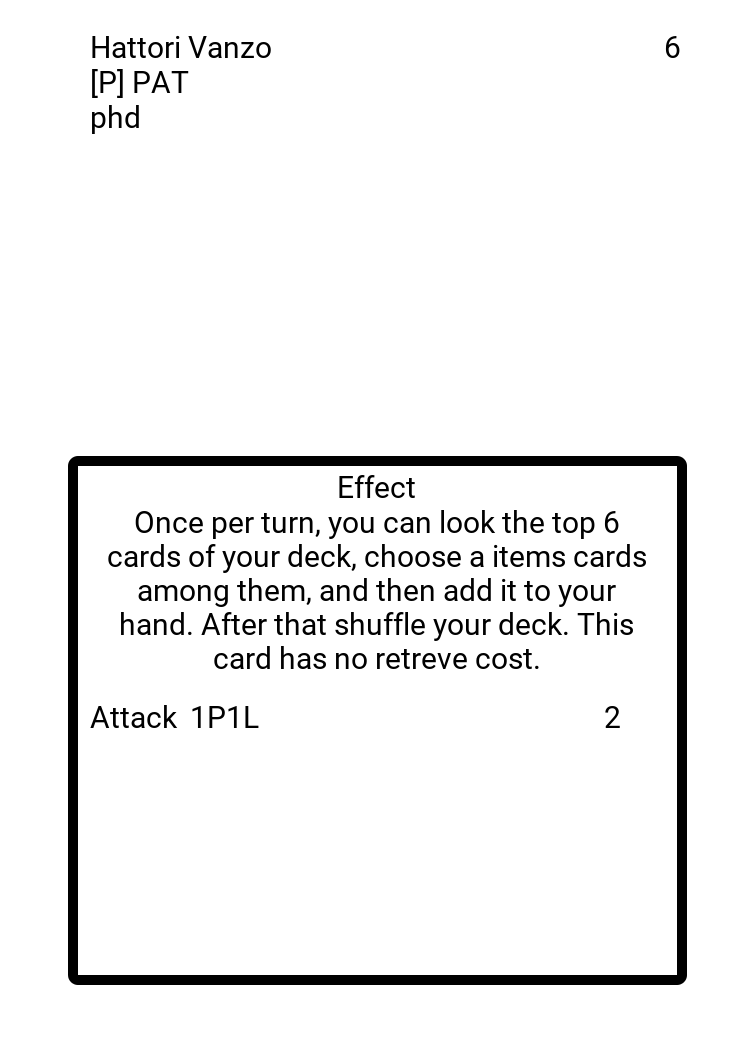 Hattori Vanzo 6
[P] PAT
phd
Effect
Once per turn, you can look the top 6
cards of your deck, choose a items cards
among them, and then add it to your
hand. After that shuffle your deck. This
card has no retreve cost.
Attack 1P1L 2